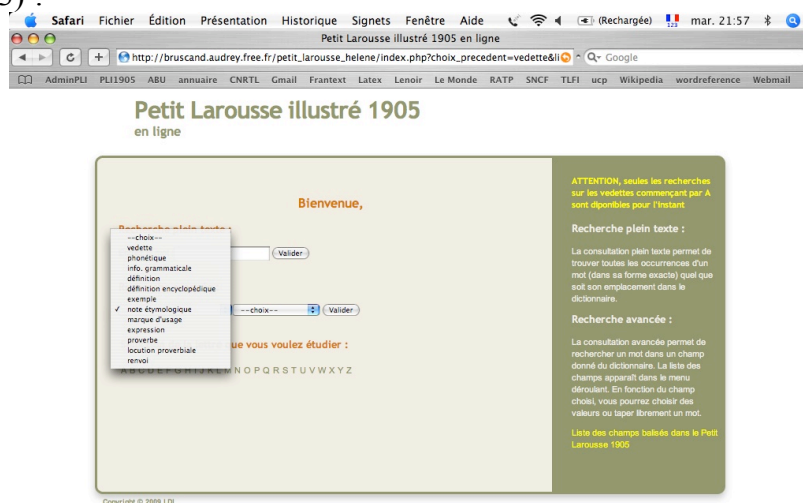 Safari Fichier Édition Présentation Historique Signets Fenêtre Aide (Rechargée) 123 mar. 21:57
Petit Larousse illustré 1905 en ligne
http://bruscand.audrey.free.fr/petit_larousse_helene/index.php?choix_precedent=vedette&li Google
AdminPLI PLI1905 ABU annuaire CNRTL Gmail Frantext Latex Lenoir Le Monde RATP SNCF TLFI ucp Wikipedia wordreference Webmail
Petit Larousse illustré 1905
en ligne
Bienvenue,
Recherche plein texte :
Valider
--choix--
vedette
phonétique
info. grammaticale
définition
définition encyclopédique
exemple
✓ note étymologique
marque d'usage
expression
proverbe
locution proverbiale
renvoi
--choix-- Valider
que vous voulez étudier :
A B C D E F G H I J K L M N O P Q R S T U V W X Y Z
ATTENTION, seules les recherches
sur les vedettes commençant par A
sont diponibles pour l'instant
Recherche plein texte :
La consultation plein texte permet de
trouver toutes les occurrences d'un
mot (dans sa forme exacte) quel que
soit son emplacement dans le
dictionnaire.
Recherche avancée :
La consultation avancée permet de
rechercher un mot dans un champ
donné du dictionnaire. La liste des
champs apparaît dans le menu
déroulant. En fonction du champ
choisi, vous pourrez choisir des
valeurs ou taper librement un mot.
Liste des champs balisés dans le Petit
Larousse 1905
Copyright © 2009 LDI